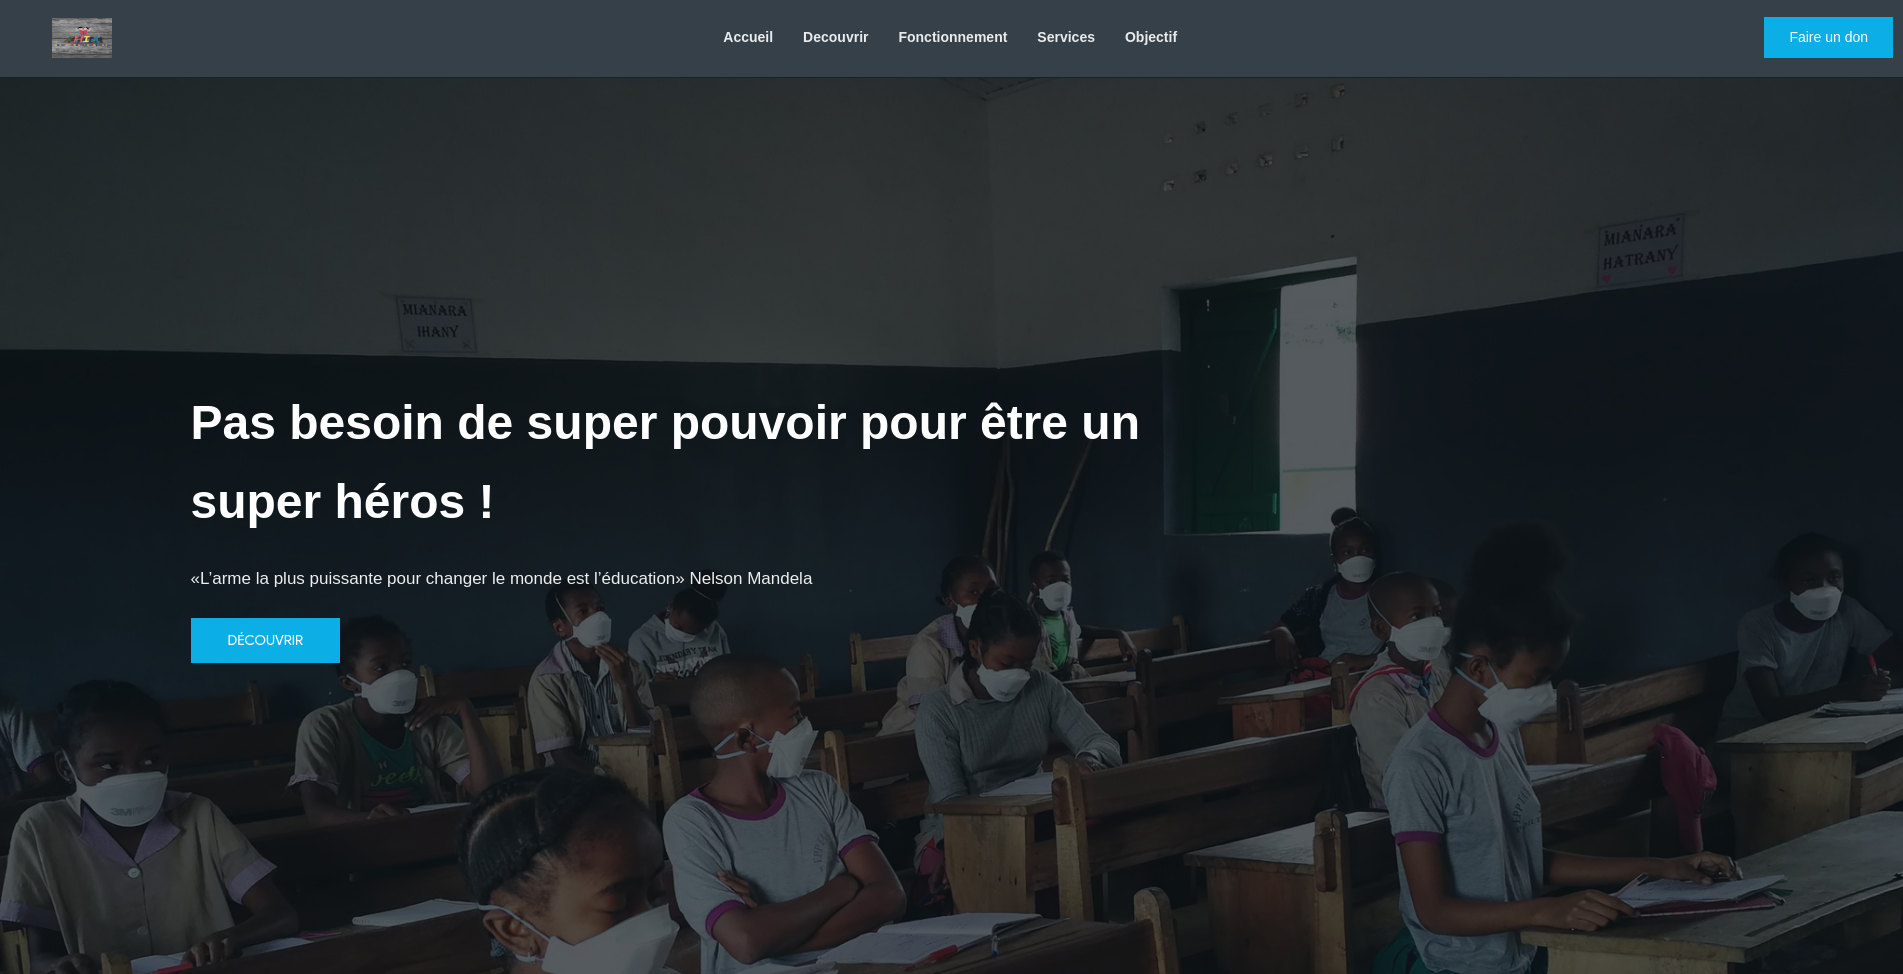 Accueil
Decouvrir
Fonctionnement
Services
Objectif
Faire un don
MIANARA
HATRANY
MIANARA
IHANY
Pas besoin de super pouvoir pour être un
super héros !
«L’arme la plus puissante pour changer le monde est l’éducation» Nelson Mandela
DÉCOUVRIR